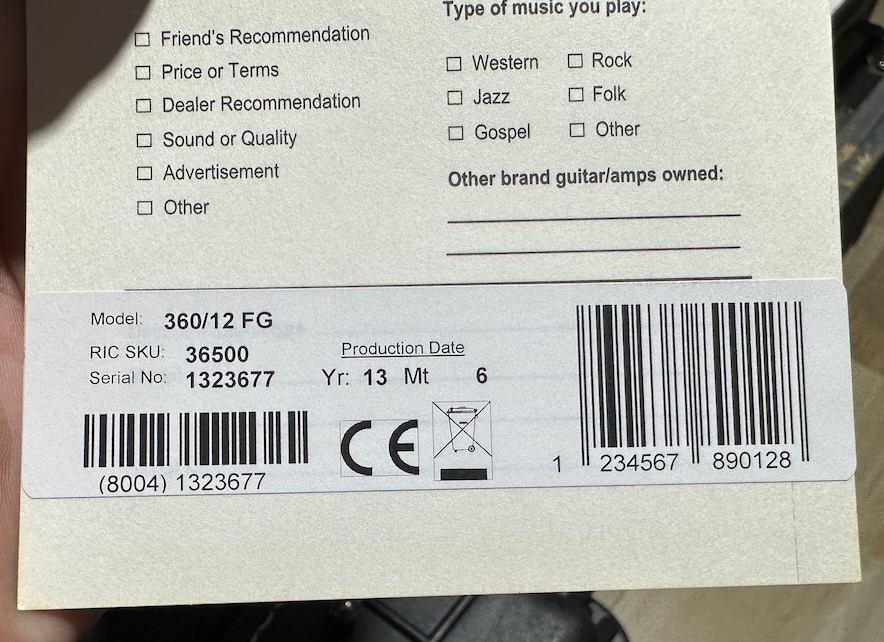 Type of music you play:
☐ Friend's Recommendation
☐ Price or Terms
☐ Dealer Recommendation
☐ Sound or Quality
☐ Advertisement
☐ Other
☐ Western ☐ Rock
☐ Jazz ☐ Folk
☐ Gospel ☐ Other
Other brand guitar/amps owned:
Model: 360/12 FG
RIC SKU: 36500
Serial No: 1323677
Production Date
Yr: 13 Mt 6
(8004) 1323677
CE
1 234567 890128